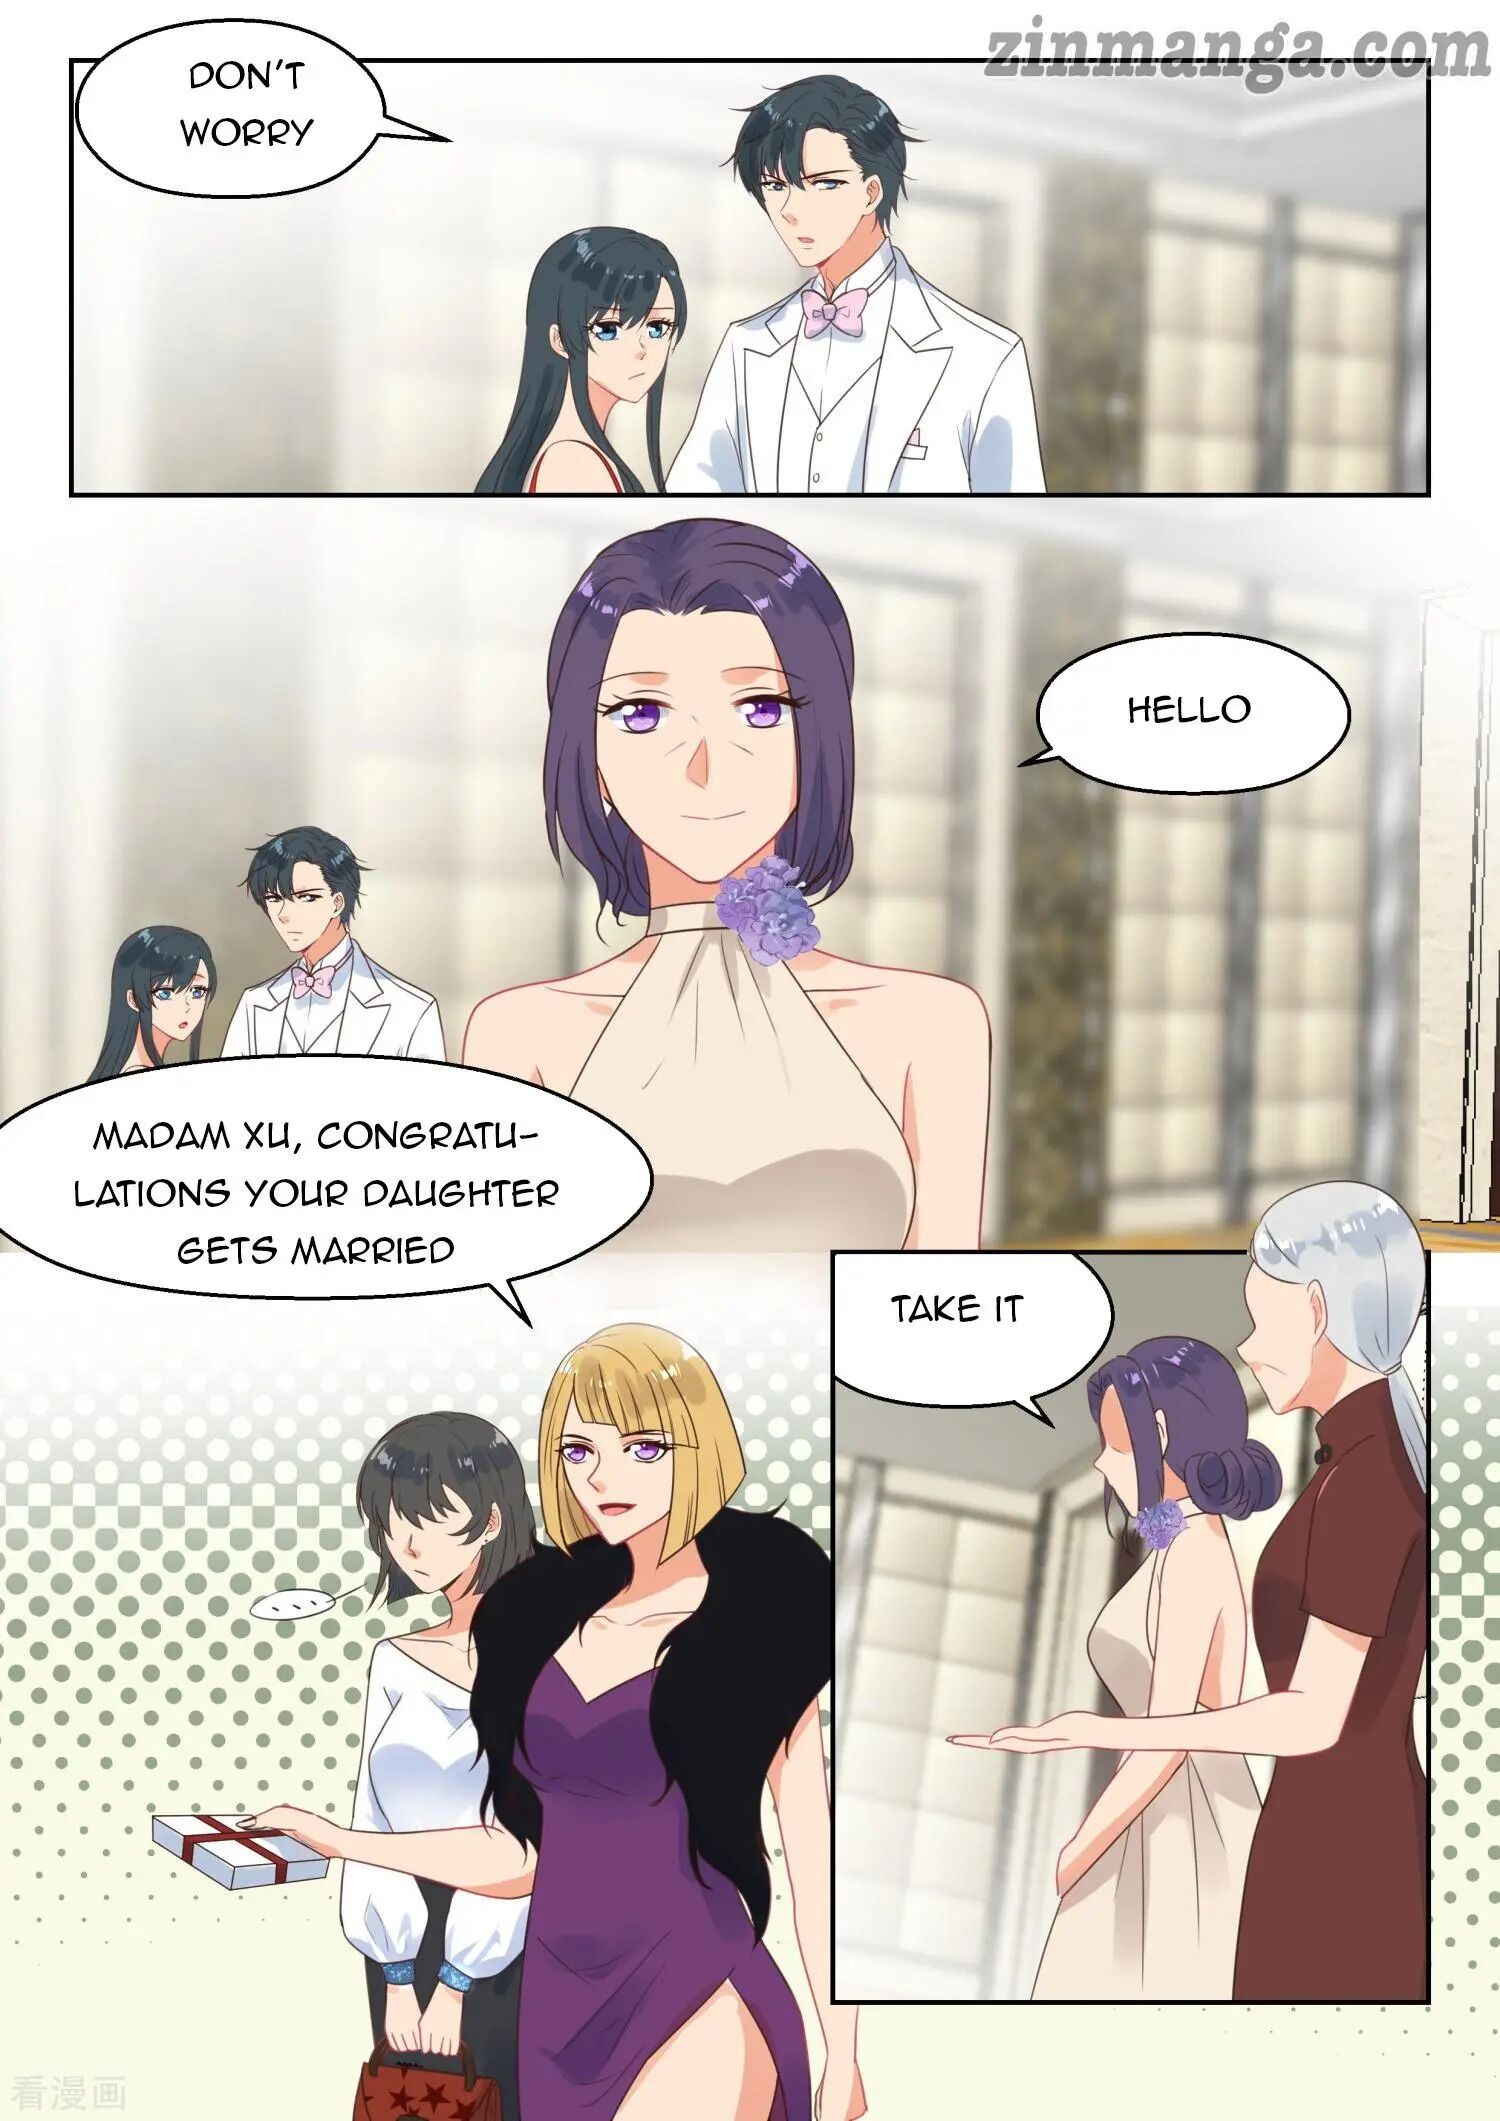 zinmanga.com
DON'T
WORRY
HELLO
MADAM XU, CONGRATU-
LATIONS YOUR DAUGHTER
GETS MARRIED
TAKE IT
看漫画